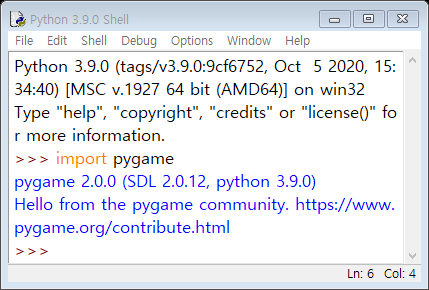 Python 3.9.0 Shell
File Edit Shell Debug Options Window Help
Python 3.9.0 (tags/v3.9.0:9cf6752, Oct  5 2020, 15:
34:40) [MSC v.1927 64 bit (AMD64)] on win32
Type "help", "copyright", "credits" or "license()" fo
r more information.
>>> import pygame
pygame 2.0.0 (SDL 2.0.12, python 3.9.0)
Hello from the pygame community. https://www.
pygame.org/contribute.html
>>>
Ln: 6 Col: 4